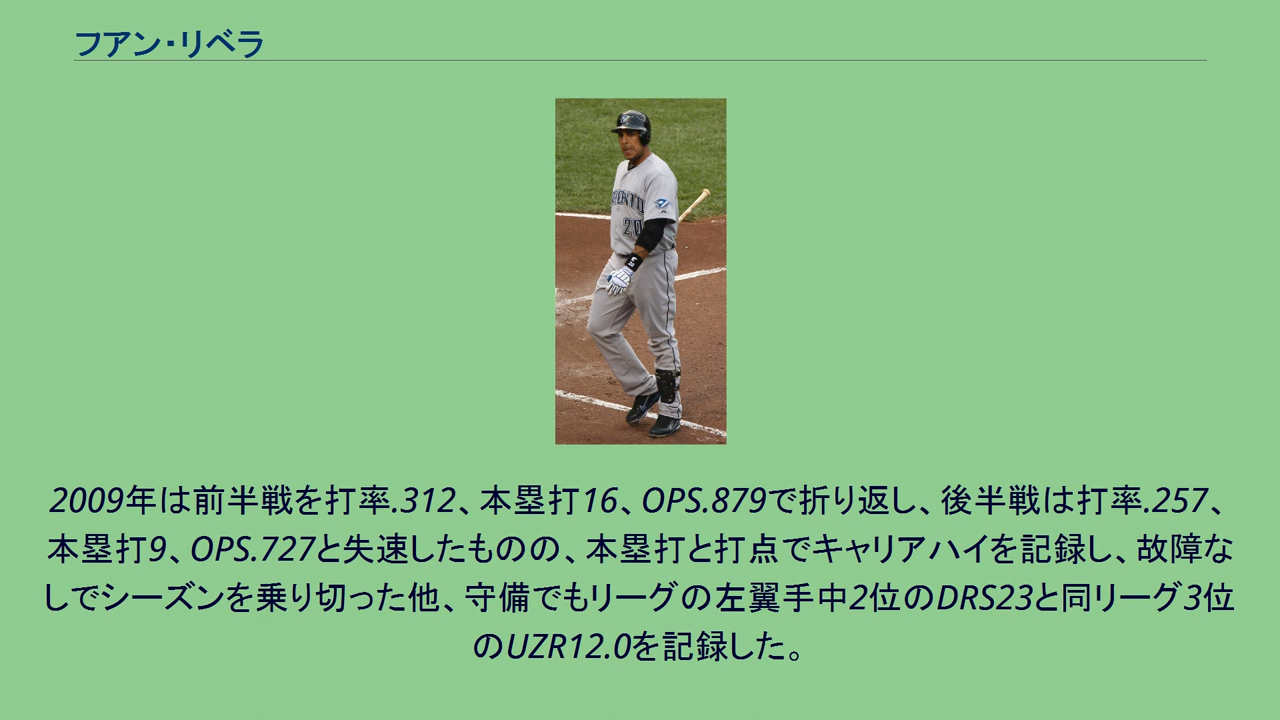 フアン・リベラ
20
2009年は前半戦を打率.312、本塁打16、OPS.879で折り返し、後半戦は打率.257、
本塁打9、OPS.727と失速したものの、本塁打と打点でキャリアハイを記録し、故障な
しでシーズンを乗り切った他、守備でもリーグの左翼手中2位のDRS23と同リーグ3位
のUZR12.0を記録した。